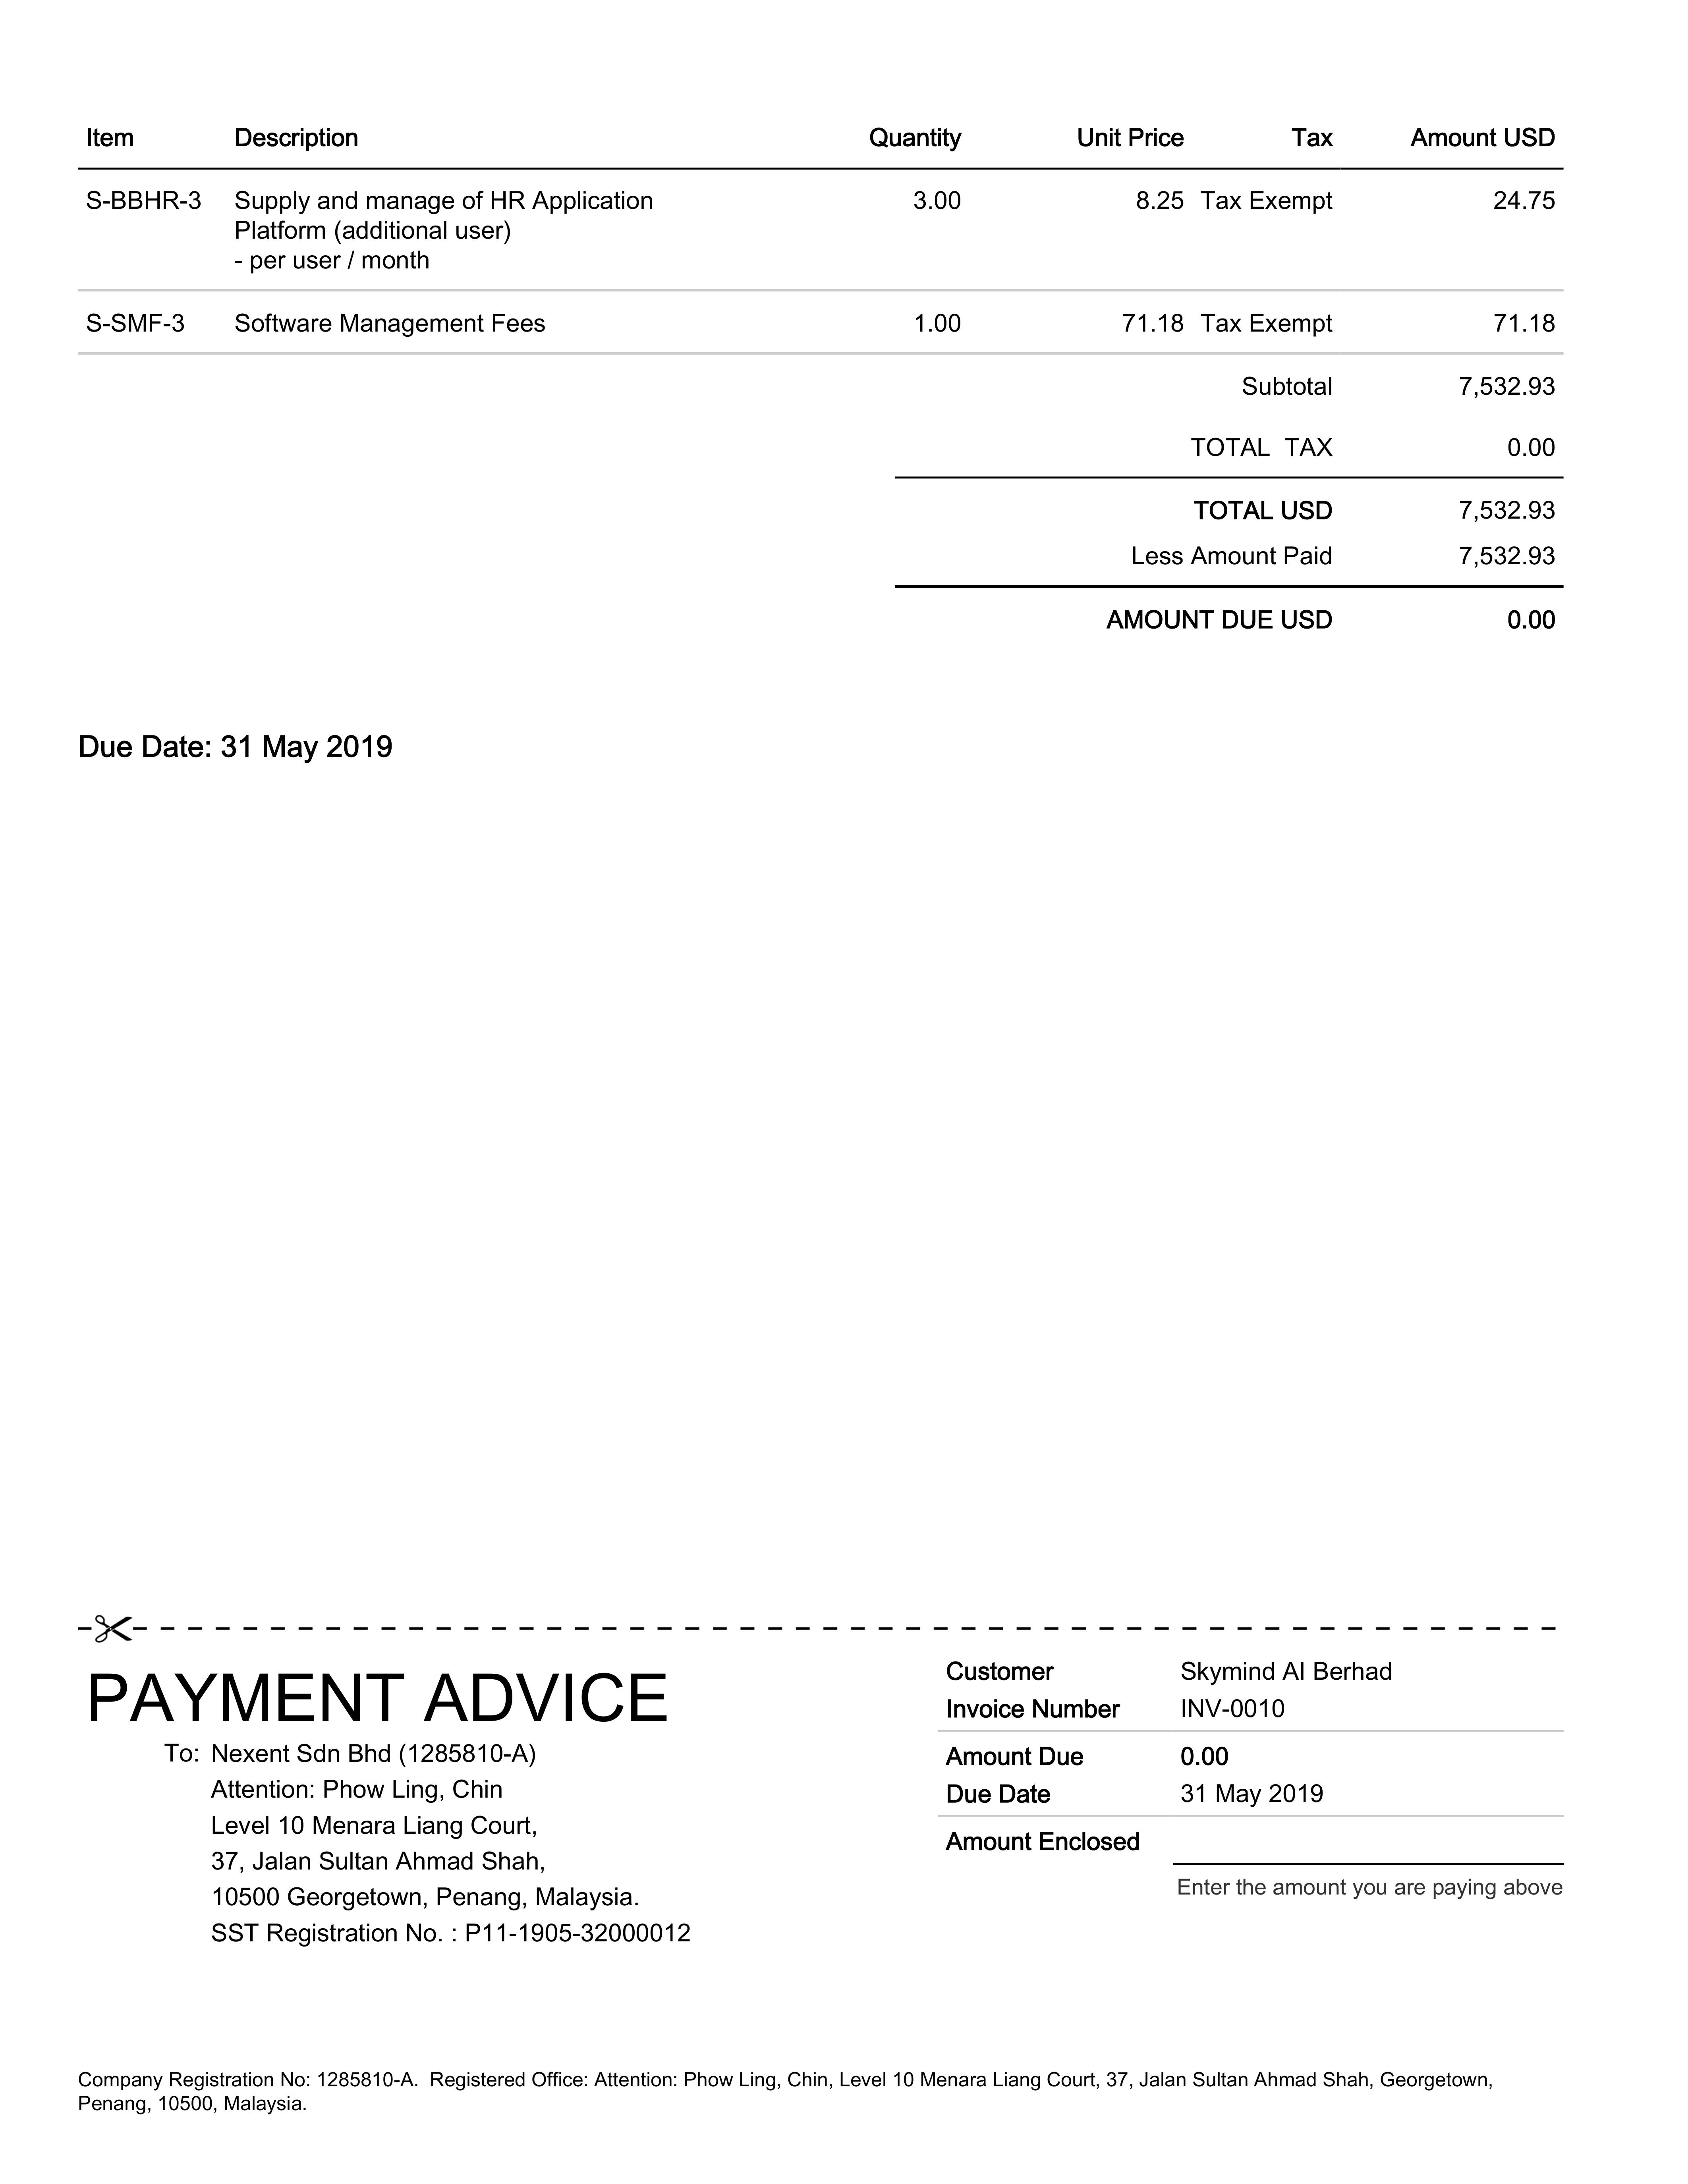 Item Description Quantity Unit Price Tax Amount USD
S-BBHR-3 Supply and manage of HR Application 3.00 8.25 Tax Exempt 24.75
Platform (additional user)
- per user / month
S-SMF-3 Software Management Fees 1.00 71.18 Tax Exempt 71.18
Subtotal 7,532.93
TOTAL TAX 0.00
TOTAL USD 7,532.93
Less Amount Paid 7,532.93
AMOUNT DUE USD 0.00
Due Date: 31 May 2019
PAYMENT ADVICE
To: Nexent Sdn Bhd (1285810-A)
Attention: Phow Ling, Chin
Level 10 Menara Liang Court,
37, Jalan Sultan Ahmad Shah,
10500 Georgetown, Penang, Malaysia.
SST Registration No. : P11-1905-32000012
Customer Skymind AI Berhad
Invoice Number INV-0010
Amount Due 0.00
Due Date 31 May 2019
Amount Enclosed
Enter the amount you are paying above
Company Registration No: 1285810-A. Registered Office: Attention: Phow Ling, Chin, Level 10 Menara Liang Court, 37, Jalan Sultan Ahmad Shah, Georgetown,
Penang, 10500, Malaysia.